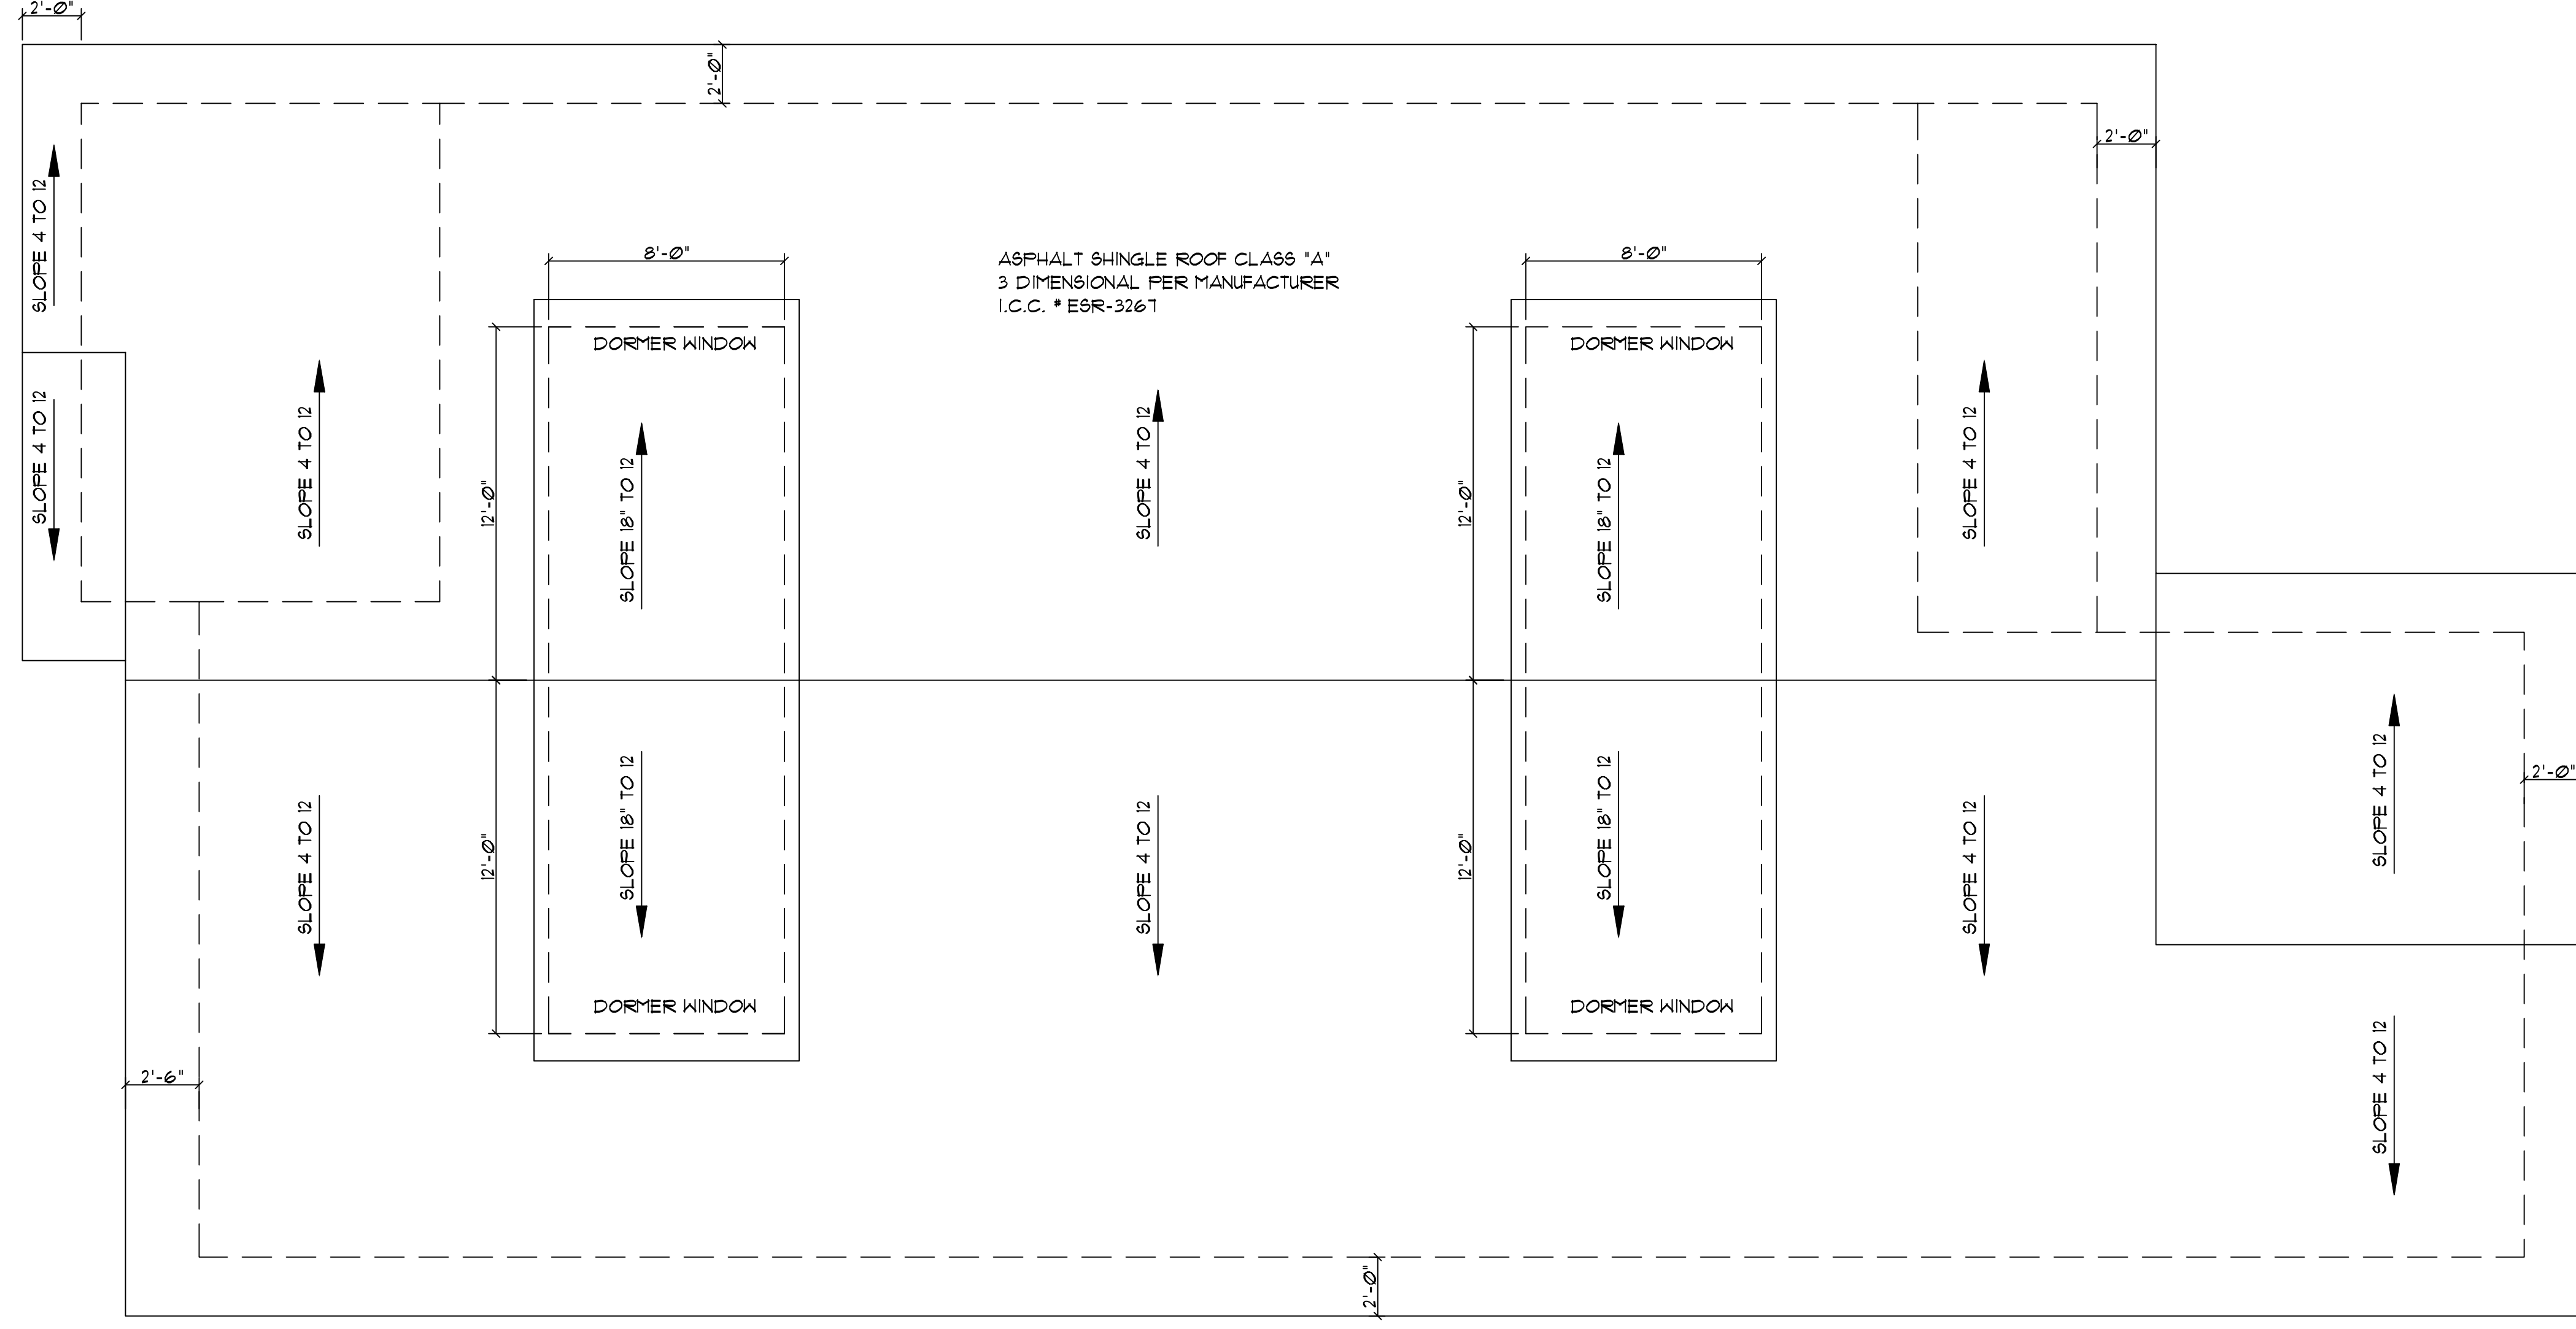 2'-0"
2'-0"
2'-0"
SLOPE 4 TO 12
8'-0"
ASPHALT SHINGLE ROOF CLASS "A"
3 DIMENSIONAL PER MANUFACTURER
I.C.C. # ESR-3267
8'-0"
DORMER WINDOW
DORMER WINDOW
SLOPE 4 TO 12
SLOPE 4 TO 12
12'-0"
SLOPE 18" TO 12
SLOPE 4 TO 12
12'-0"
SLOPE 18" TO 12
SLOPE 4 TO 12
SLOPE 4 TO 12
12'-0"
SLOPE 18" TO 12
SLOPE 4 TO 12
12'-0"
SLOPE 18" TO 12
SLOPE 4 TO 12
SLOPE 4 TO 12
2'-0"
DORMER WINDOW
DORMER WINDOW
2'-6"
SLOPE 4 TO 12
2'-0"